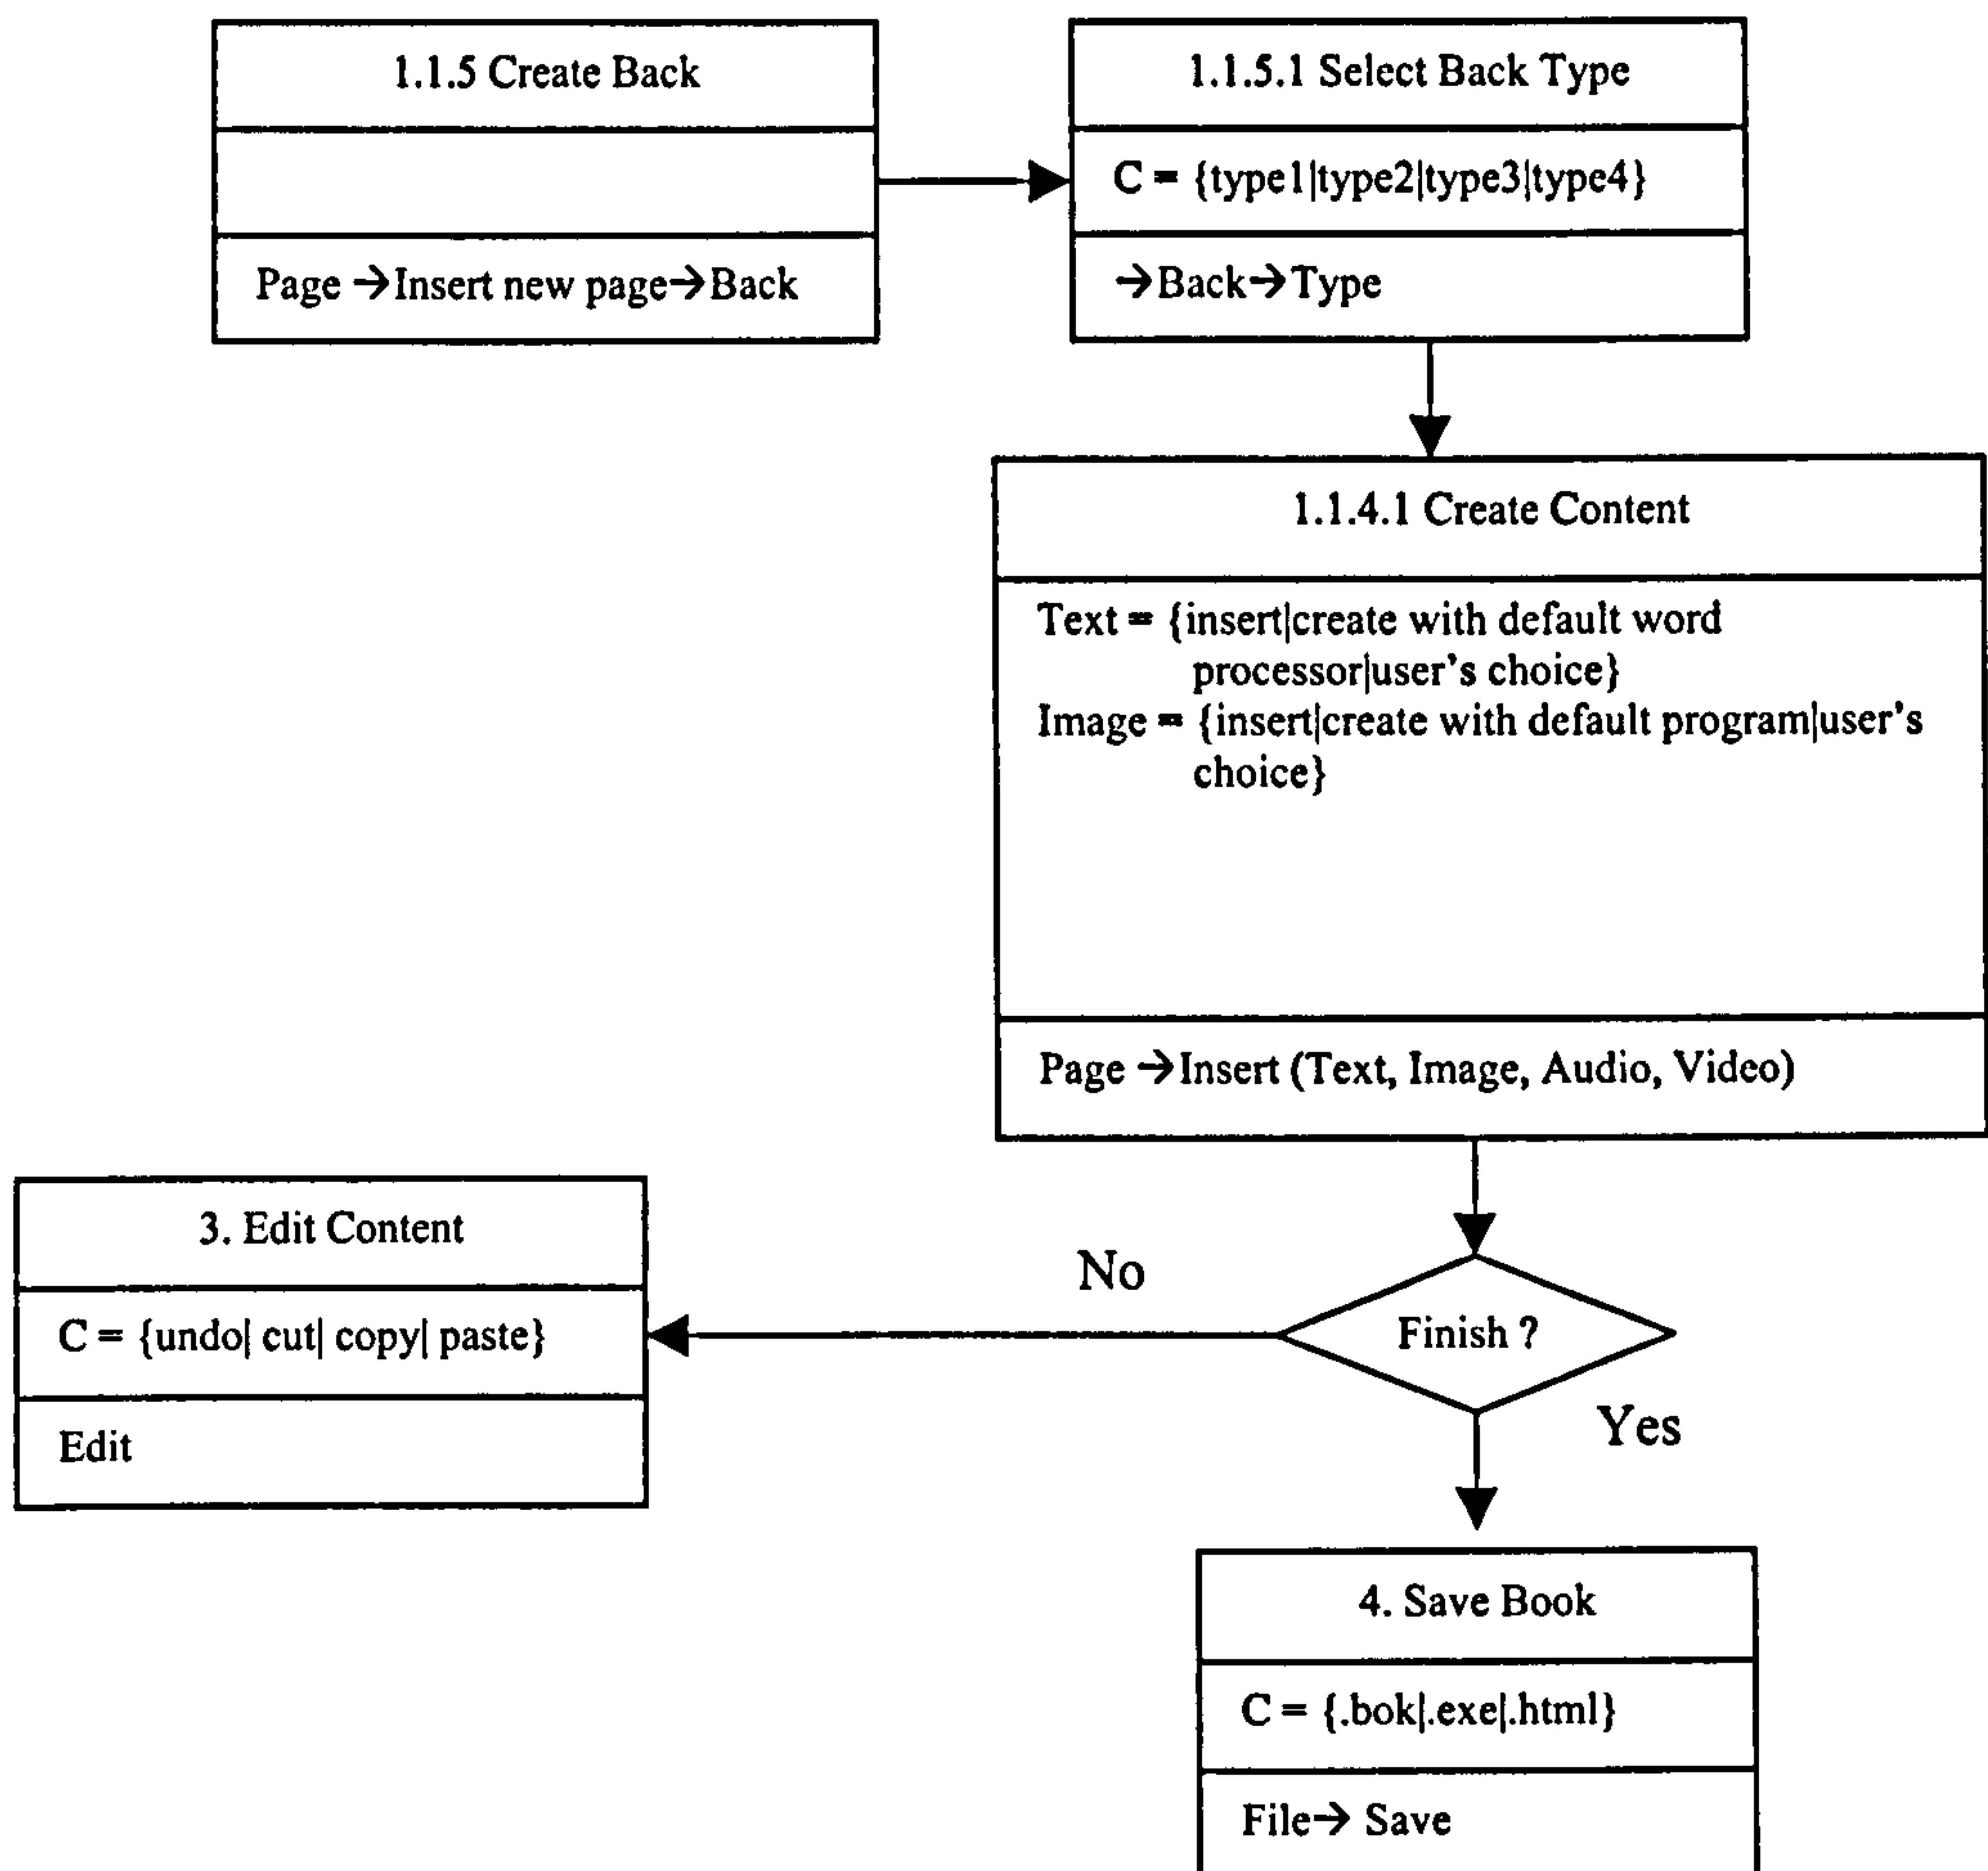 1.1.5 Create Back
Page →Insert new page→Back
1.1.5.1 Select Back Type
C = {type1|type2|type3|type4}
→Back→Type
1.1.4.1 Create Content
Text = {insert|create with default word
processor|user's choice}
Image = {insert|create with default program|user's
choice}
Page →Insert (Text, Image, Audio, Video)
Finish ?
No
Yes
3. Edit Content
C = {undo| cut| copy| paste}
Edit
4. Save Book
C = {.bok|.exe|.html}
File→ Save